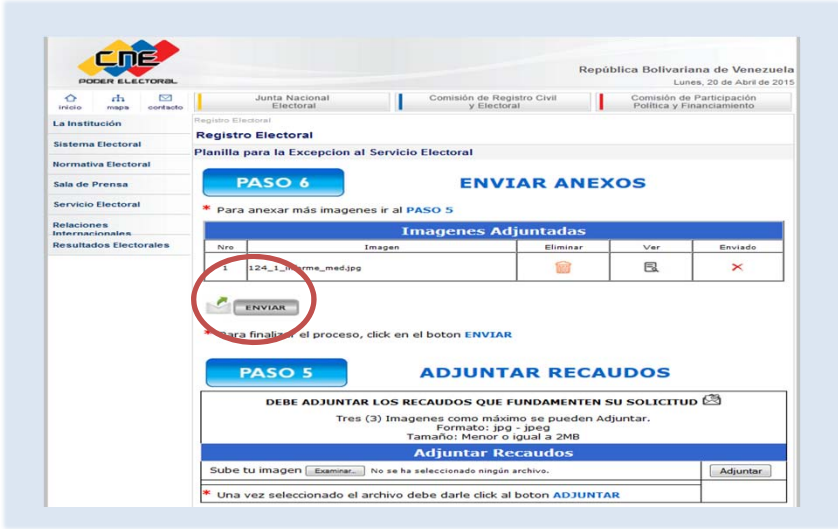 CNE
PODER ELECTORAL
República Bolivariana de Venezuela
Lunes, 20 de Abril de 2015
inicio mapa contacto
Junta Nacional
Electoral
Comisión de Registro Civil
y Electoral
Comisión de Participación
Política y Financiamiento
La Institución
Sistema Electoral
Normativa Electoral
Sala de Prensa
Servicio Electoral
Relaciones
Internacionales
Resultados Electorales
Registro Electoral
Registro Electoral
Planilla para la Excepcion al Servicio Electoral
PASO 6 ENVIAR ANEXOS
* Para anexar más imagenes ir al PASO 5
Imagenes Adjuntadas
Nro Imagen Eliminar Ver Enviado
1 124_1_informe_med.jpg
ENVIAR
* Para finalizar el proceso, click en el boton ENVIAR
PASO 5 ADJUNTAR RECAUDOS
DEBE ADJUNTAR LOS RECAUDOS QUE FUNDAMENTEN SU SOLICITUD
Tres (3) Imagenes como máximo se pueden Adjuntar.
Formato: jpg - jpeg
Tamaño: Menor o igual a 2MB
Adjuntar Recaudos
Sube tu imagen Examinar... No se ha seleccionado ningún archivo. Adjuntar
* Una vez seleccionado el archivo debe darle click al boton ADJUNTAR